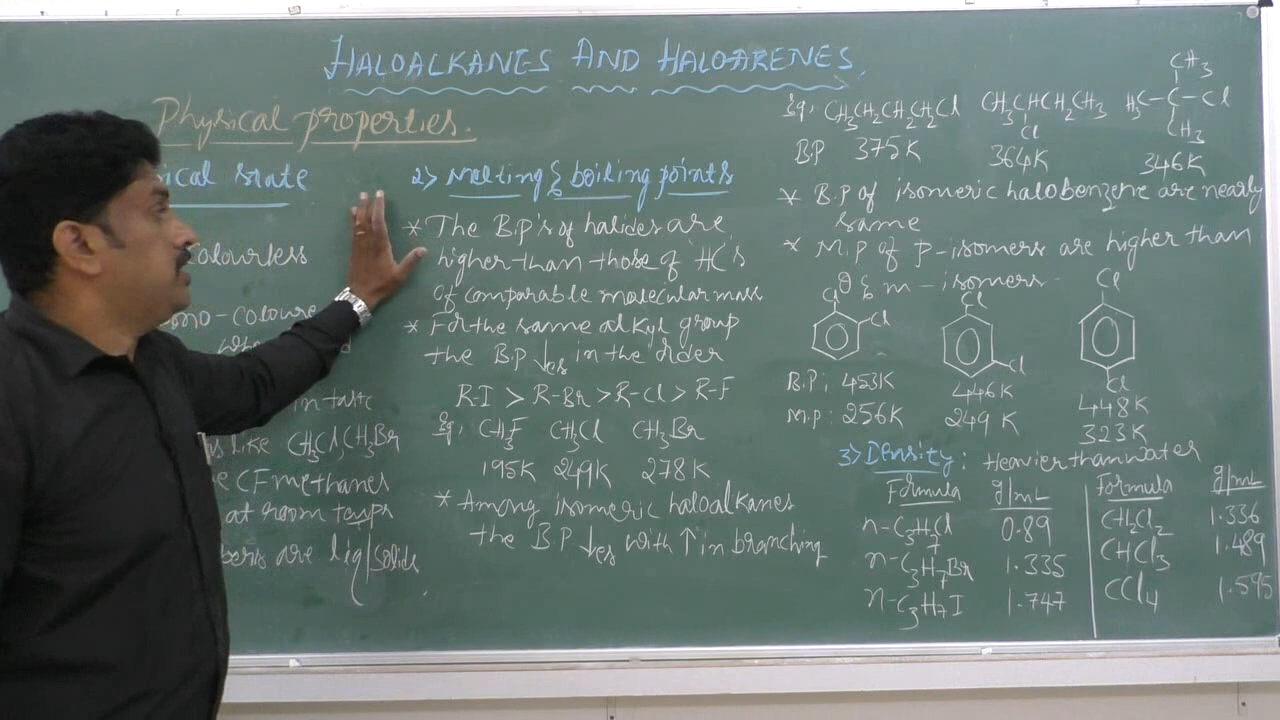 HALOALKANES AND HALOARENES
Physical properties.
ical state
colourless
omo-coloure
in taste
like CH₃Cl, CH₃Br
CF methanes
at room temps
bers are liq/solids
2) Melting & boiling points
* The B.P's of halides are
higher than those of HC's
of comparable molecular mass
* For the same alkyl group
the B.P ↓es in the order
R-I > R-Br > R-Cl > R-F
Eg: CH₃F CH₃Cl CH₃Br
195K 249K 278K
* Among isomeric haloalkanes
the BP ↓es with ↑ in branching
Eg: CH₃CH₂CH₂CH₂Cl CH₃CHCH₂CH₃ H₃C-C-Cl
Cl CH₃ CH₃
BP 375K 364K 346K
* B.P of isomeric halobenzene are nearly
same
* M.P of p-isomers are higher than
o & m-isomers
Cl Cl Cl
Cl Cl Cl
B.P: 453K 446K 448K
M.P: 256K 249K 323K
3) Density: Heavier than water
Formula g/mL Formula g/mL
n-C₃H₇Cl 0.89 CH₂Cl₂ 1.336
n-C₃H₇Br 1.335 CHCl₃ 1.489
n-C₃H₇I 1.747 CCl₄ 1.595